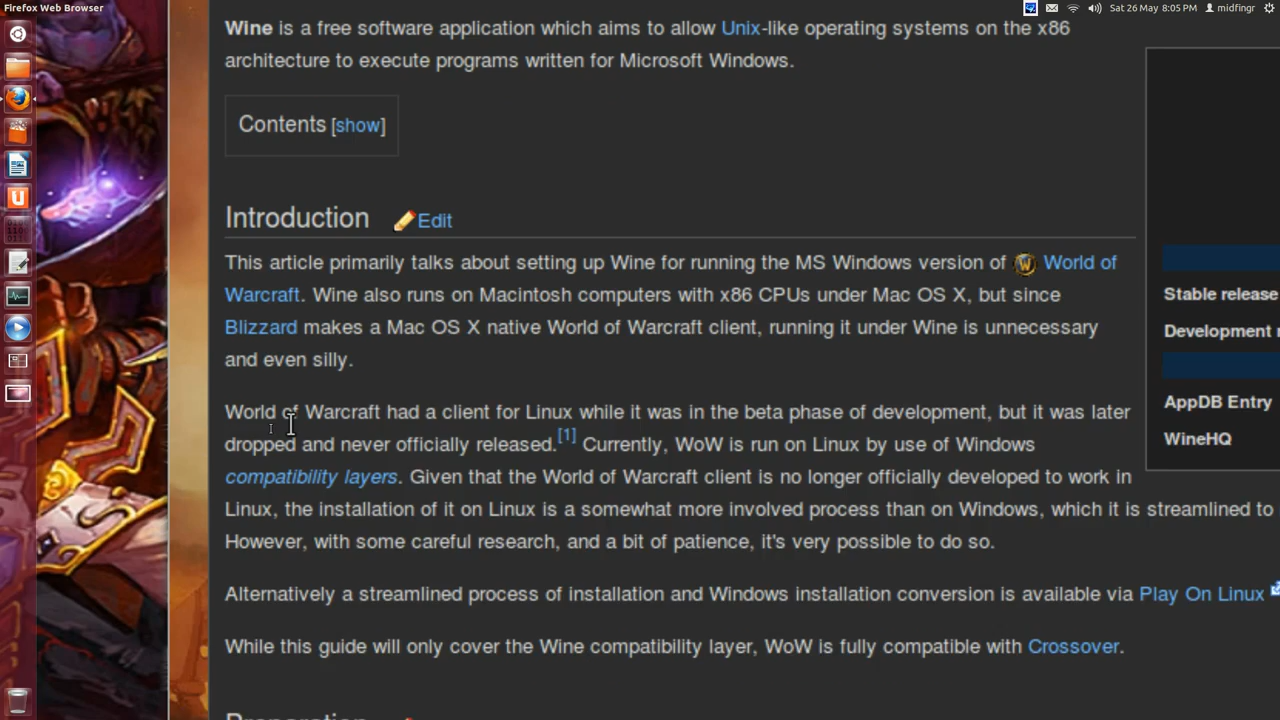 Firefox Web Browser
Sat 26 May 8:05 PM
midfingr
Wine is a free software application which aims to allow Unix-like operating systems on the x86
architecture to execute programs written for Microsoft Windows.
Contents [show]
Introduction
Edit
This article primarily talks about setting up Wine for running the MS Windows version of World of
Warcraft. Wine also runs on Macintosh computers with x86 CPUs under Mac OS X, but since
Blizzard makes a Mac OS X native World of Warcraft client, running it under Wine is unnecessary
and even silly.
World of Warcraft had a client for Linux while it was in the beta phase of development, but it was later
dropped and never officially released.[1] Currently, WoW is run on Linux by use of Windows
compatibility layers. Given that the World of Warcraft client is no longer officially developed to work in
Linux, the installation of it on Linux is a somewhat more involved process than on Windows, which it is streamlined to
However, with some careful research, and a bit of patience, it's very possible to do so.
Alternatively a streamlined process of installation and Windows installation conversion is available via Play On Linux
While this guide will only cover the Wine compatibility layer, WoW is fully compatible with Crossover.
Stable release
Development
AppDB Entry
WineHQ
Preparation